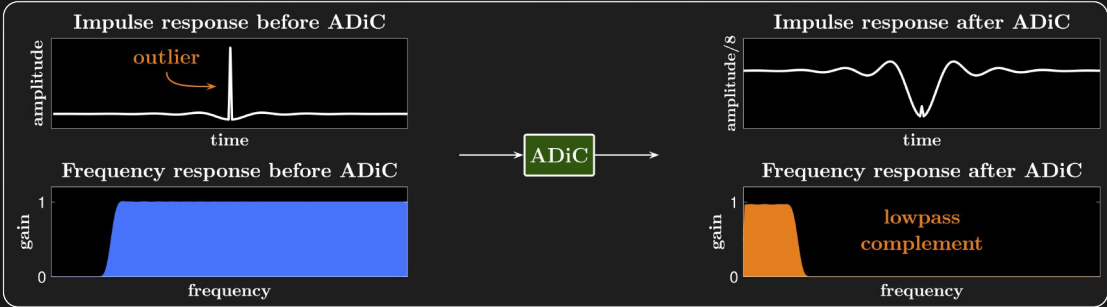 Impulse response before ADiC
amplitude
outlier
time
Frequency response before ADiC
gain
1
0
frequency
ADiC
Impulse response after ADiC
amplitude/8
time
Frequency response after ADiC
gain
1
0
lowpass
complement
frequency